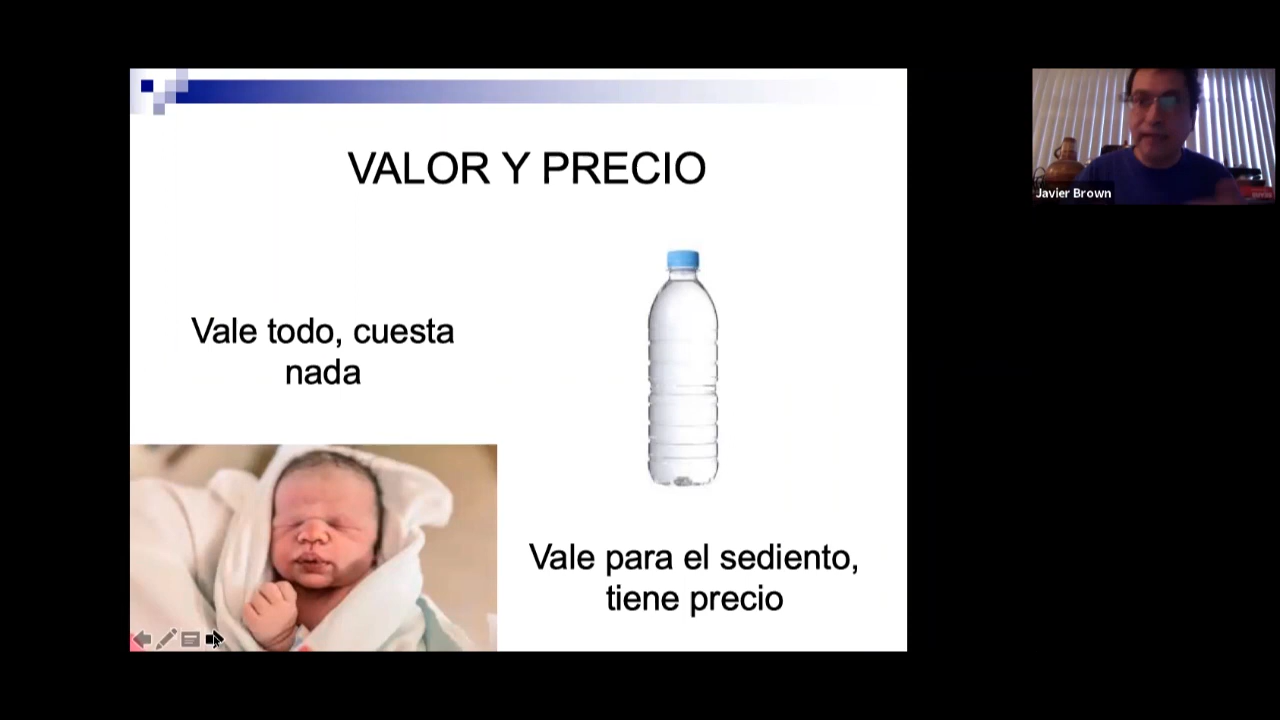 VALOR Y PRECIO
Vale todo, cuesta
nada
Vale para el sediento,
tiene precio
Javier Brown